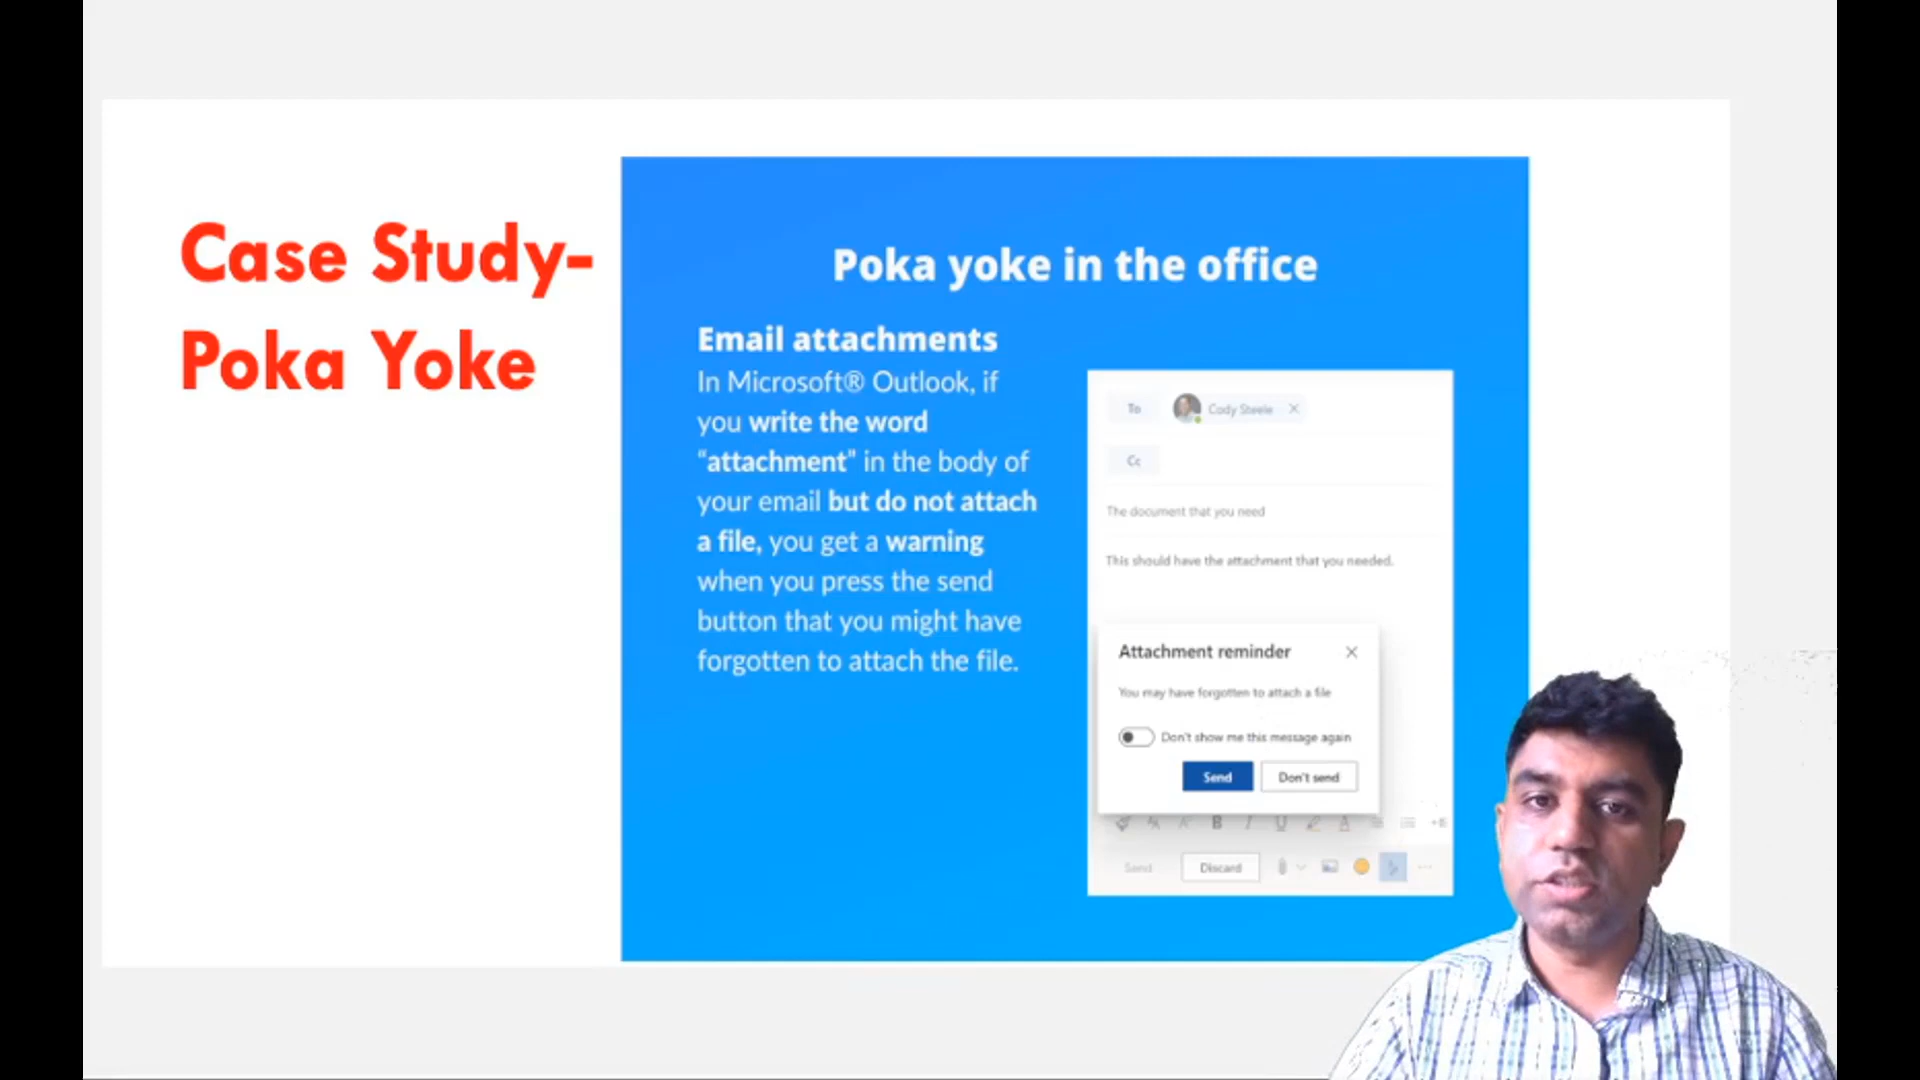 Case Study-
Poka Yoke
Poka yoke in the office
Email attachments
In Microsoft® Outlook, if
you write the word
“attachment” in the body of
your email but do not attach
a file, you get a warning
when you press the send
button that you might have
forgotten to attach the file.
To Cody Steele
Cc
The document that you need
This should have the attachment that you needed.
Attachment reminder
You may have forgotten to attach a file
Don't show me this message again
Send Don't send
B I U A
Send Discard